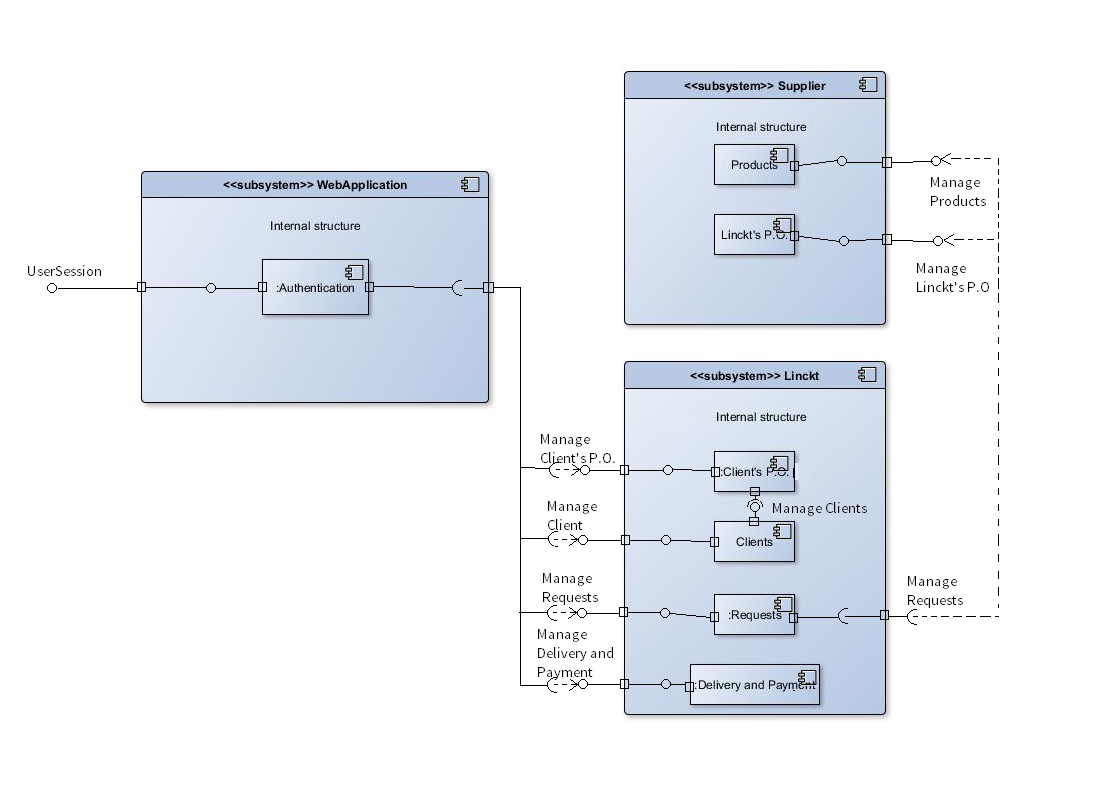 <<subsystem>> Supplier
Internal structure
Products
Manage
Products
Linckt's P.O.
Manage
Linckt's P.O
<<subsystem>> WebApplication
Internal structure
UserSession
:Authentication
<<subsystem>> Linckt
Internal structure
Manage
Client's P.O.
:Client's P.O.
Manage Clients
Manage
Client
Clients
Manage
Requests
:Requests
Manage
Requests
Manage
Delivery and
Payment
:Delivery and Payment